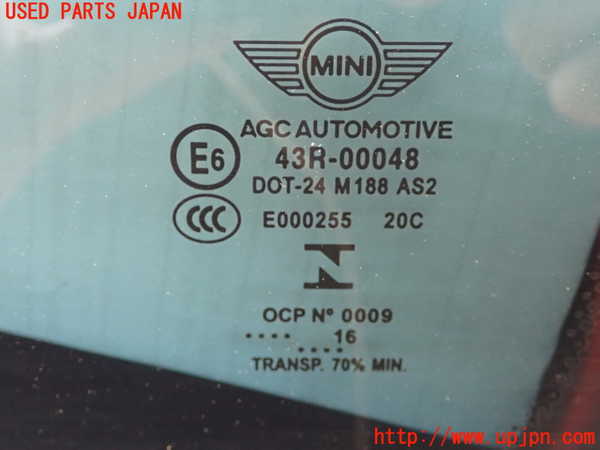 USED PARTS JAPAN
MINI
AGC AUTOMOTIVE
E6 43R-00048
DOT-24 M188 AS2
CCC E000255 20C
N
OCP Nº 0009
.... 16
....
TRANSP. 70% MIN.
http://www.upjpn.com/